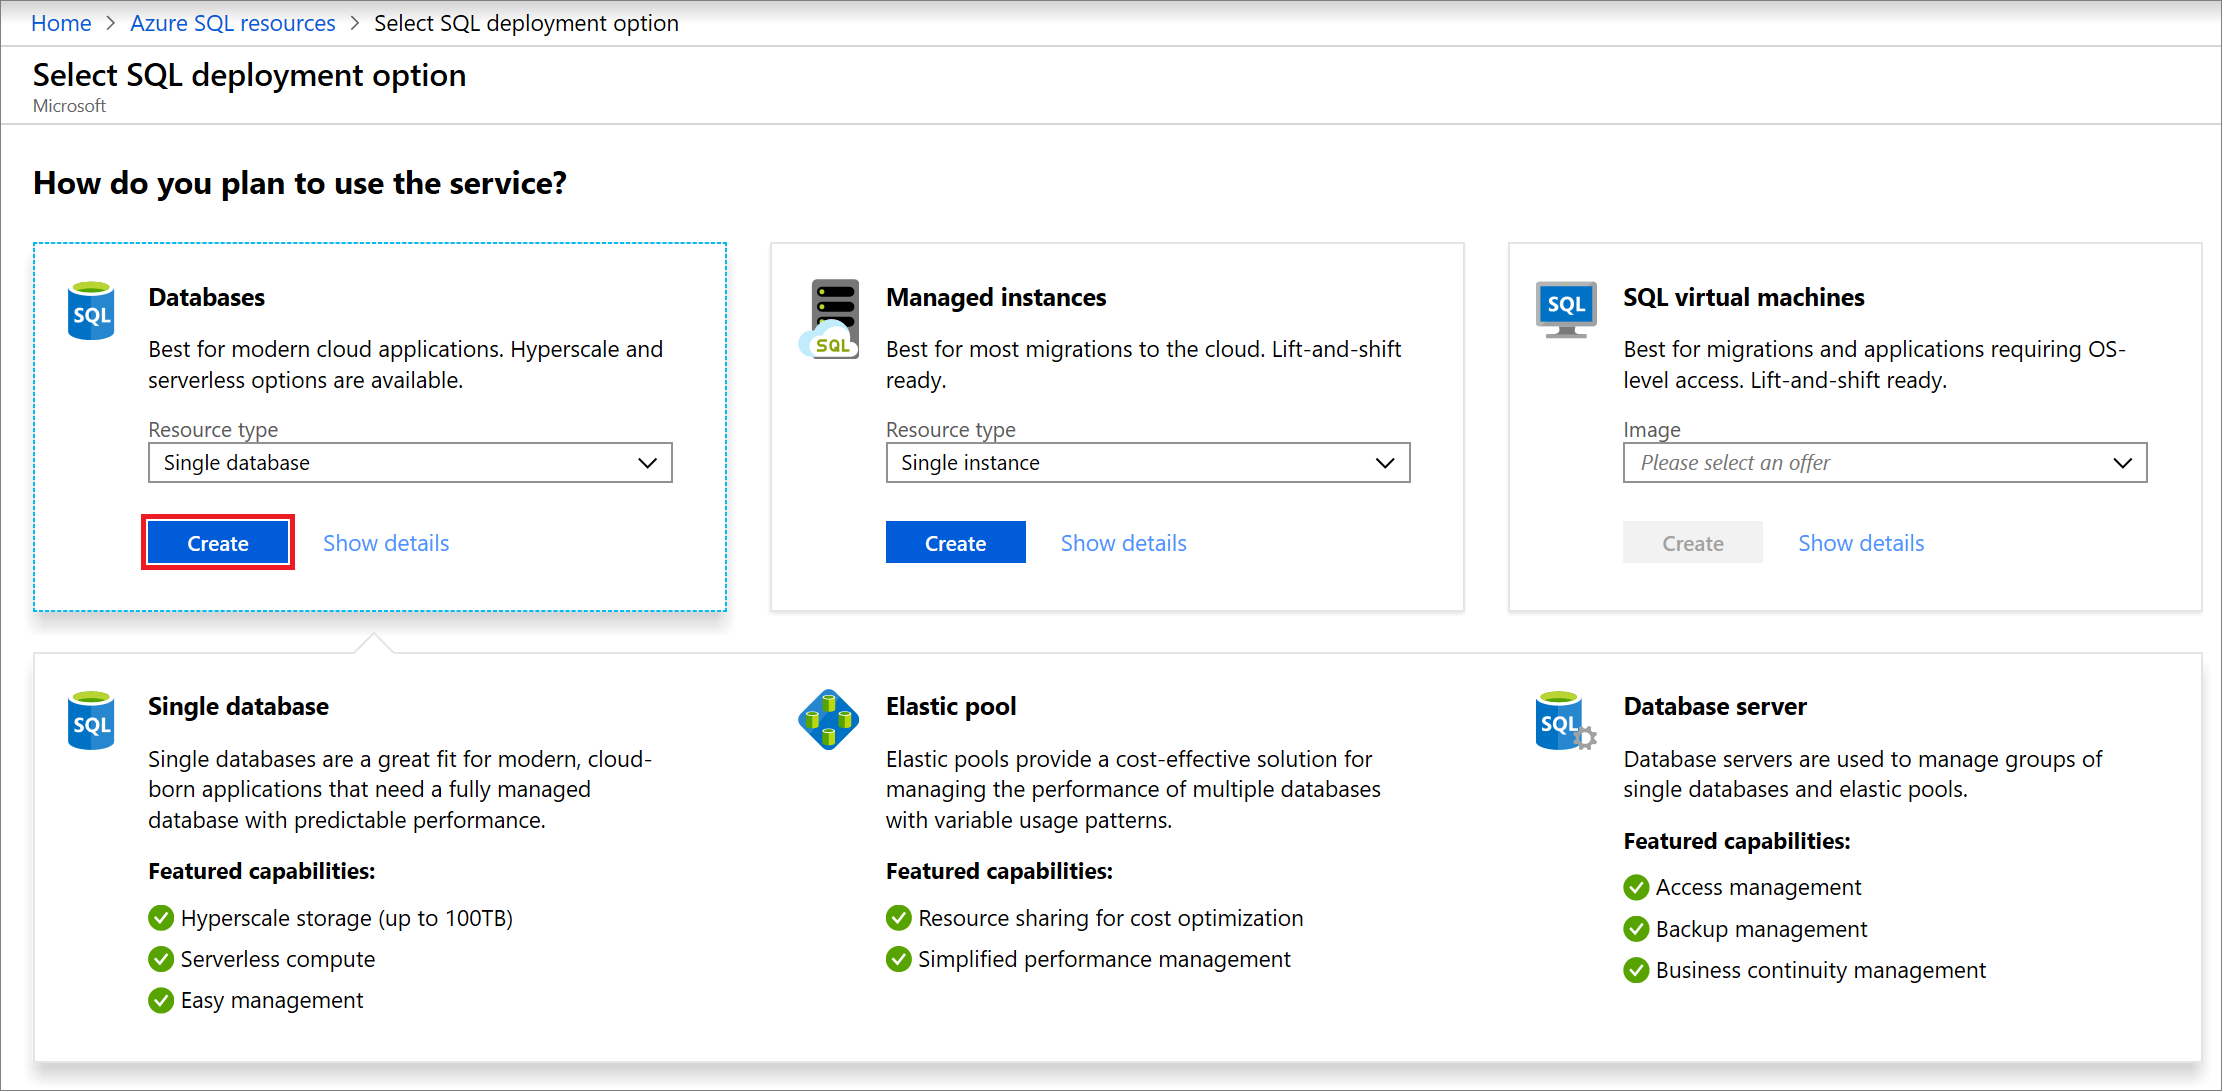 Home > Azure SQL resources > Select SQL deployment option
Select SQL deployment option
Microsoft
How do you plan to use the service?
SQL
Databases
Best for modern cloud applications. Hyperscale and
serverless options are available.
Resource type
Single database
Create
Show details
SQL
Managed instances
Best for most migrations to the cloud. Lift-and-shift
ready.
Resource type
Single instance
Create
Show details
SQL
SQL virtual machines
Best for migrations and applications requiring OS-
level access. Lift-and-shift ready.
Image
Please select an offer
Create
Show details
SQL
Single database
Single databases are a great fit for modern, cloud-
born applications that need a fully managed
database with predictable performance.
Featured capabilities:
Hyperscale storage (up to 100TB)
Serverless compute
Easy management
Elastic pool
Elastic pools provide a cost-effective solution for
managing the performance of multiple databases
with variable usage patterns.
Featured capabilities:
Resource sharing for cost optimization
Simplified performance management
SQL
Database server
Database servers are used to manage groups of
single databases and elastic pools.
Featured capabilities:
Access management
Backup management
Business continuity management